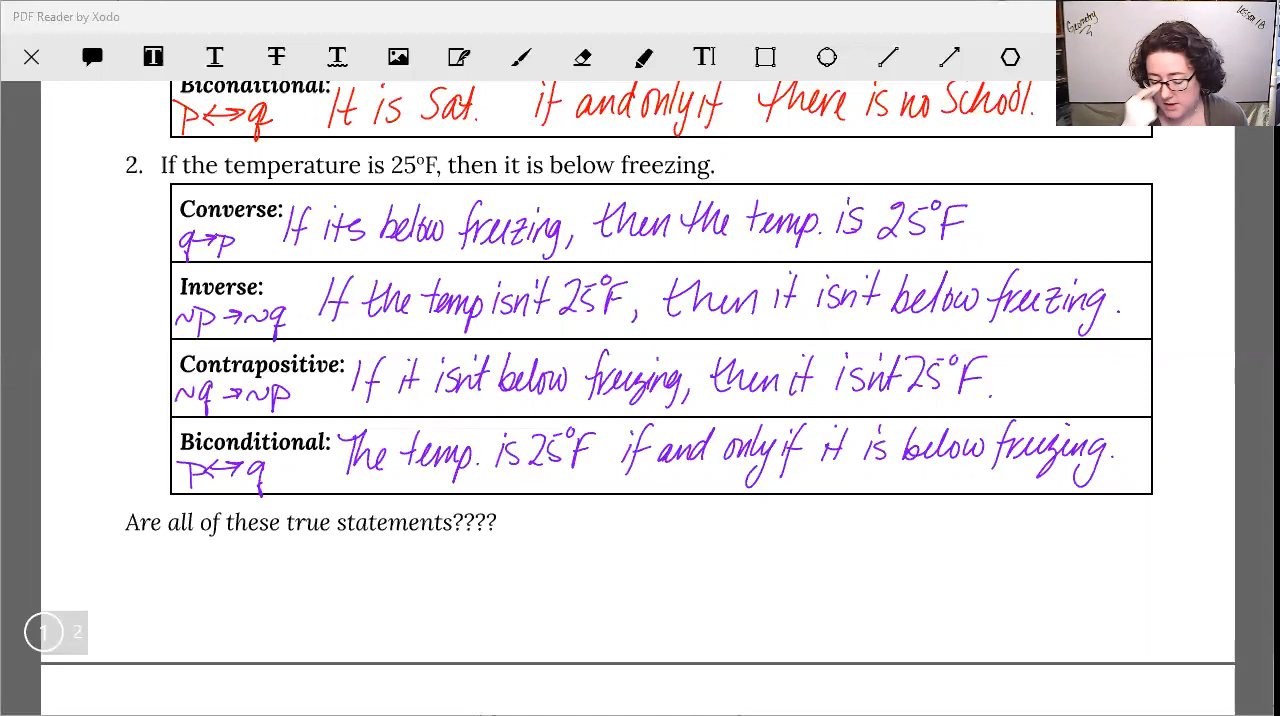 PDF Reader by Xodo
Geometry
Lesson 1B
Biconditional:
p↔q It is Sat. if and only if there is no School.
2. If the temperature is 25°F, then it is below freezing.
Converse: If its below freezing, then the temp. is 25°F
q→p
Inverse: If the temp isn't 25°F, then it isn't below freezing.
~p→~q
Contrapositive: If it isn't below freezing, then it isn't 25°F.
~q→~p
Biconditional: The temp. is 25°F if and only if it is below freezing.
p↔q
Are all of these true statements????
1 2